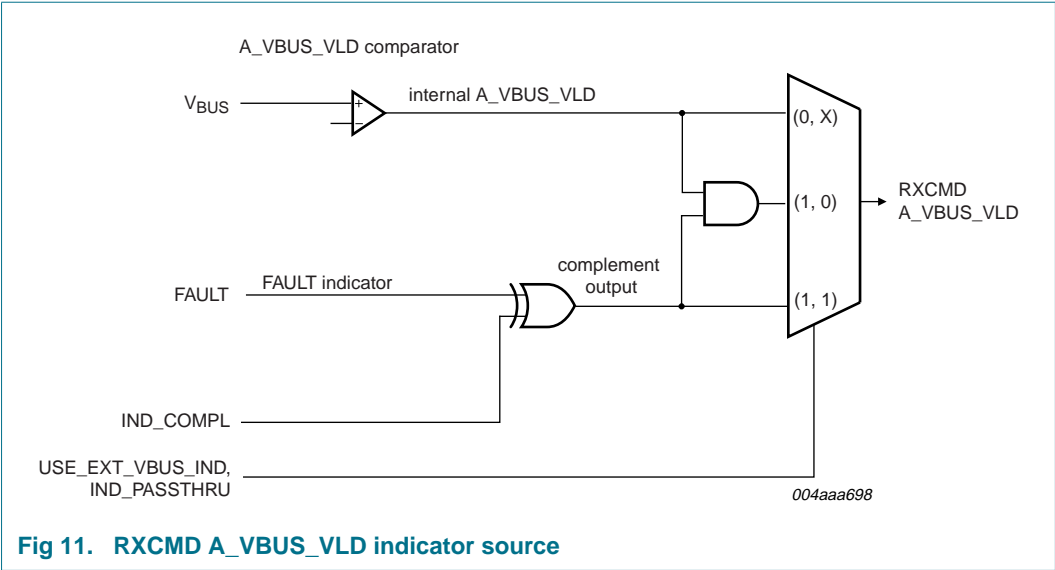 A_VBUS_VLD comparator
VBUS
+
−
internal A_VBUS_VLD
(0, X)
(1, 0)
RXCMD
A_VBUS_VLD
FAULT
FAULT indicator
complement
output
(1, 1)
IND_COMPL
USE_EXT_VBUS_IND,
IND_PASSTHRU
004aaa698
Fig 11. RXCMD A_VBUS_VLD indicator source